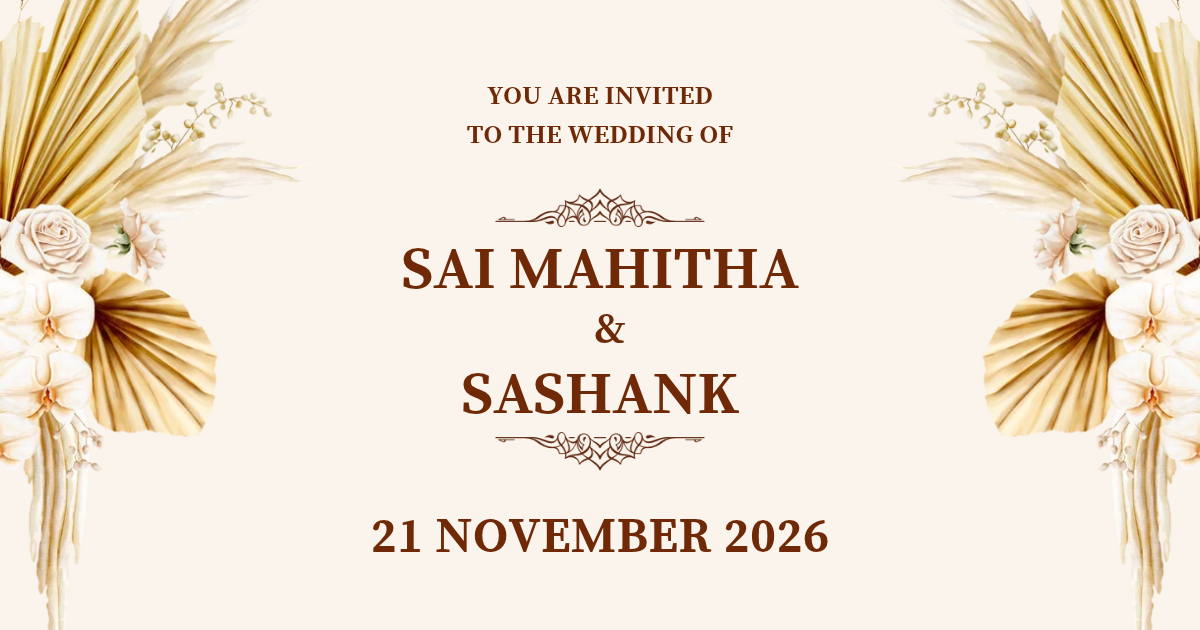 YOU ARE INVITED
TO THE WEDDING OF
SAI MAHITHA
&
SASHANK
21 NOVEMBER 2026